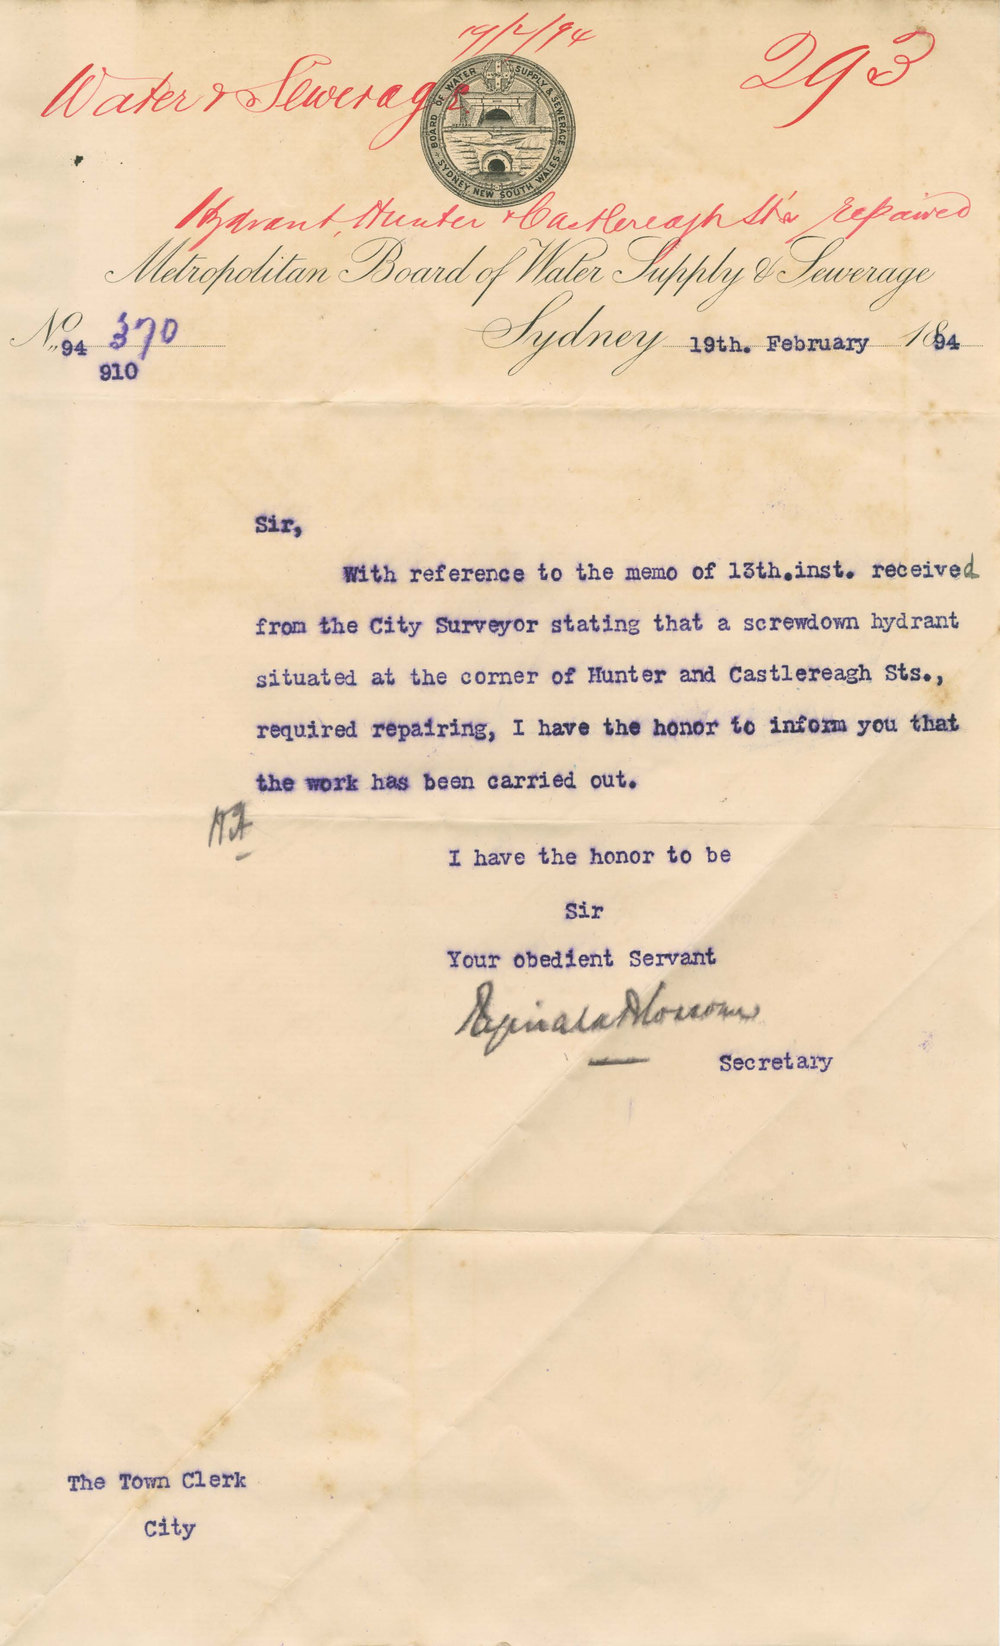 19/2/94
Water & Sewerage
293
BOARD OF WATER SUPPLY & SEWERAGE
SYDNEY NEW SOUTH WALES
Hydrant, Hunter & Castlereagh Sts repaired
Metropolitan Board of Water Supply & Sewerage
No. 94 370
910
Sydney 19th. February 1894
Sir,
With reference to the memo of 13th.inst. received
from the City Surveyor stating that a screwdown hydrant
situated at the corner of Hunter and Castlereagh Sts.,
required repairing, I have the honor to inform you that
the work has been carried out.
I have the honor to be
Sir
Your obedient Servant
Secretary
The Town Clerk
City